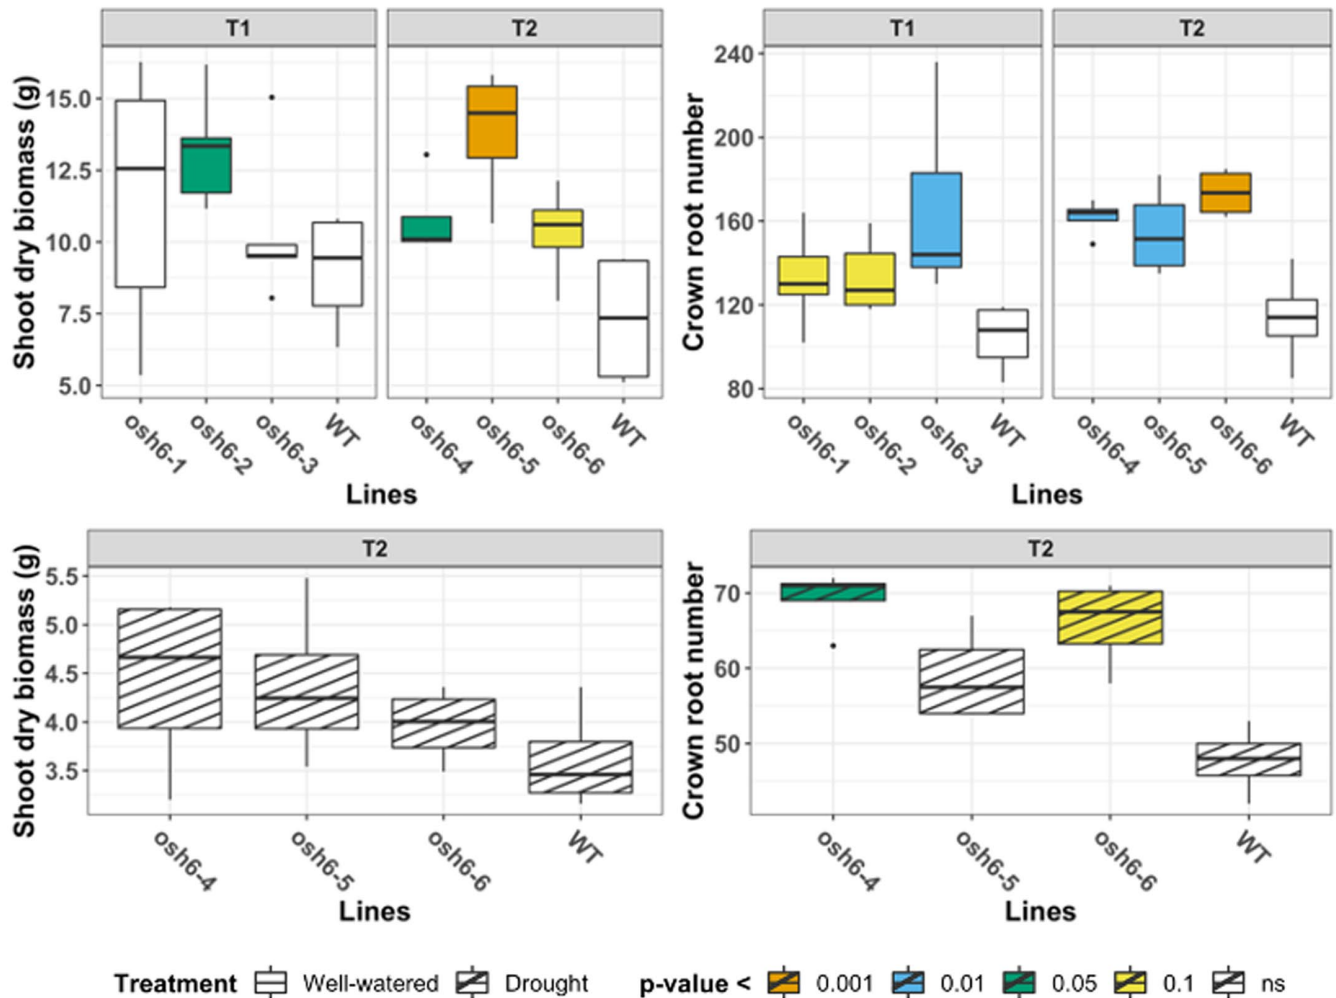 T1 T2
Shoot dry biomass (g)
15.0
12.5
10.0
7.5
5.0
osh6-1 osh6-2 osh6-3 WT osh6-4 osh6-5 osh6-6 WT
Lines
T1 T2
Crown root number
240
200
160
120
80
osh6-1 osh6-2 osh6-3 WT osh6-4 osh6-5 osh6-6 WT
Lines
T2
Shoot dry biomass (g)
5.5
5.0
4.5
4.0
3.5
osh6-4 osh6-5 osh6-6 WT
Lines
T2
Crown root number
70
60
50
osh6-4 osh6-5 osh6-6 WT
Lines
Treatment Well-watered Drought p-value < 0.001 0.01 0.05 0.1 ns